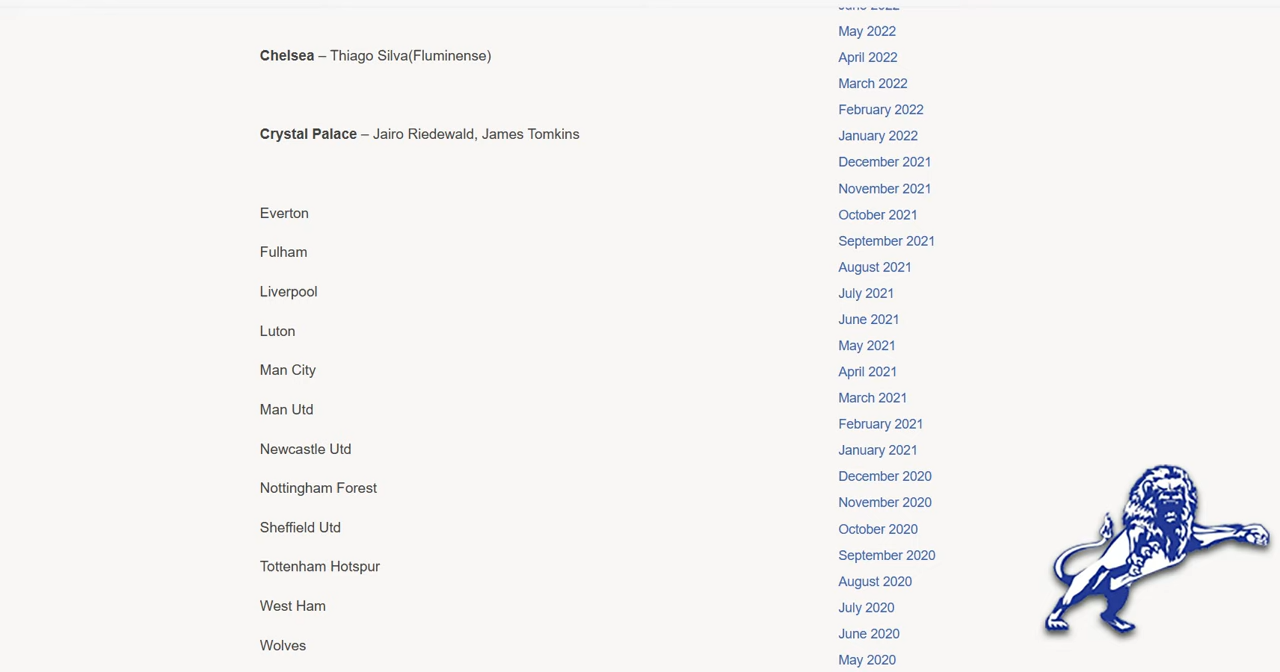 Chelsea – Thiago Silva(Fluminense)
Crystal Palace – Jairo Riedewald, James Tomkins
Everton
Fulham
Liverpool
Luton
Man City
Man Utd
Newcastle Utd
Nottingham Forest
Sheffield Utd
Tottenham Hotspur
West Ham
Wolves
June 2022
May 2022
April 2022
March 2022
February 2022
January 2022
December 2021
November 2021
October 2021
September 2021
August 2021
July 2021
June 2021
May 2021
April 2021
March 2021
February 2021
January 2021
December 2020
November 2020
October 2020
September 2020
August 2020
July 2020
June 2020
May 2020